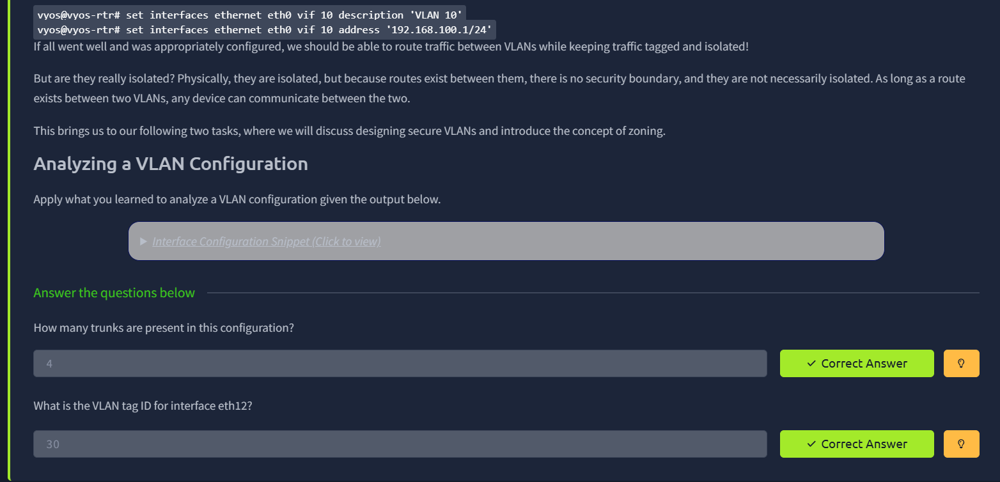 vyos@vyos-rtr# set interfaces ethernet eth0 vif 10 description 'VLAN 10'
vyos@vyos-rtr# set interfaces ethernet eth0 vif 10 address '192.168.100.1/24'
If all went well and was appropriately configured, we should be able to route traffic between VLANs while keeping traffic tagged and isolated!
But are they really isolated? Physically, they are isolated, but because routes exist between them, there is no security boundary, and they are not necessarily isolated. As long as a route
exists between two VLANs, any device can communicate between the two.
This brings us to our following two tasks, where we will discuss designing secure VLANs and introduce the concept of zoning.
Analyzing a VLAN Configuration
Apply what you learned to analyze a VLAN configuration given the output below.
Interface Configuration Snippet (Click to view)
Answer the questions below
How many trunks are present in this configuration?
4
Correct Answer
What is the VLAN tag ID for interface eth12?
30
Correct Answer